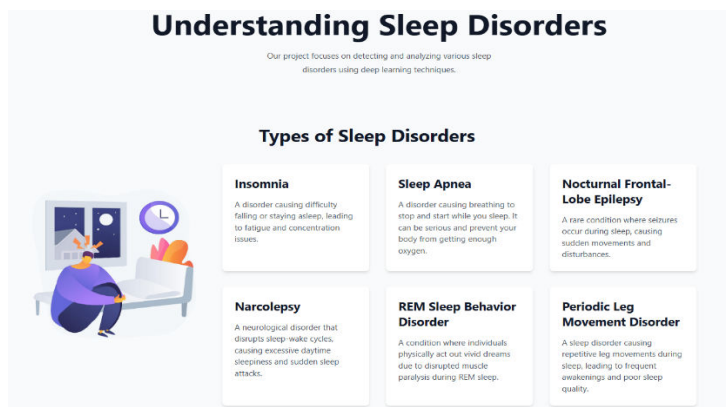 Understanding Sleep Disorders
Our project focuses on detecting and analyzing various sleep
disorders using deep learning techniques.
Types of Sleep Disorders
Insomnia
A disorder causing difficulty
falling or staying asleep, leading
to fatigue and concentration
issues.
Sleep Apnea
A disorder causing breathing to
stop and start while you sleep. It
can be serious and prevent your
body from getting enough
oxygen.
Nocturnal Frontal-
Lobe Epilepsy
A rare condition where seizures
occur during sleep, causing
sudden movements and
disturbances.
Narcolepsy
A neurological disorder that
disrupts sleep-wake cycles,
causing excessive daytime
sleepiness and sudden sleep
attacks.
REM Sleep Behavior
Disorder
A condition where individuals
physically act out vivid dreams
due to disrupted muscle
paralysis during REM sleep.
Periodic Leg
Movement Disorder
A sleep disorder causing
repetitive leg movements during
sleep, leading to frequent
awakenings and poor sleep
quality.